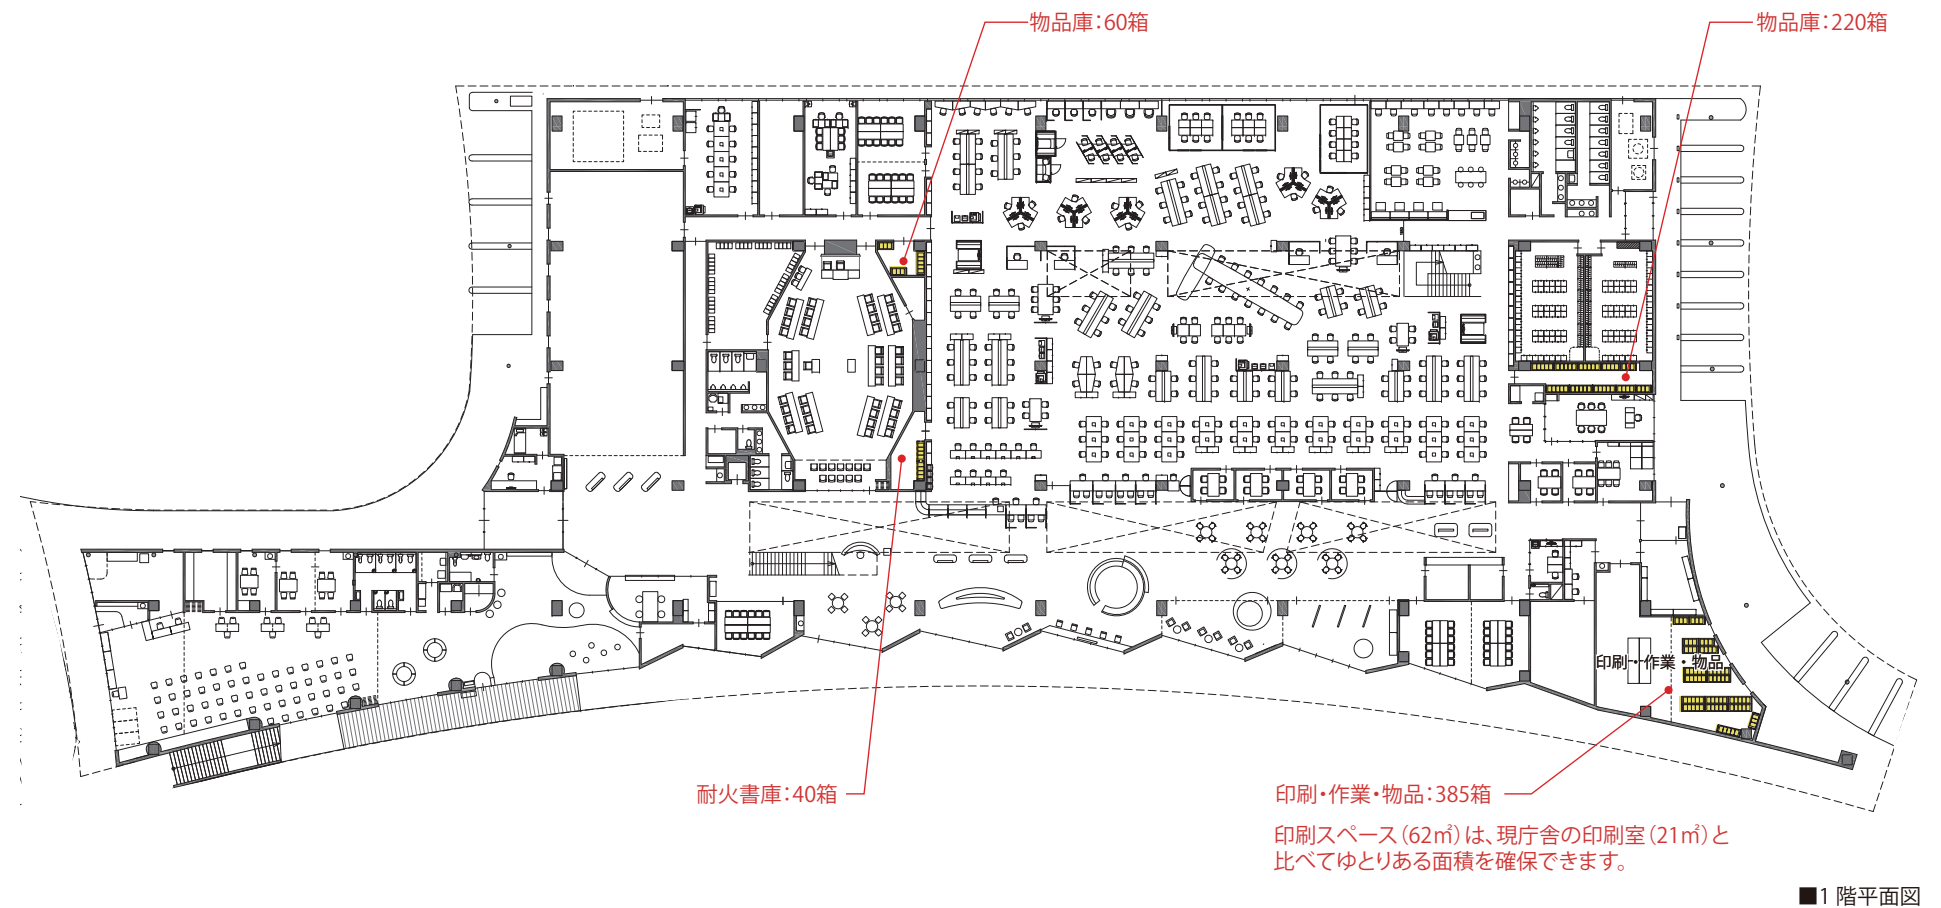 物品庫：60箱
物品庫：220箱
印刷・作業・物品
耐火書庫：40箱
印刷・作業・物品：385箱
印刷スペース（62㎡）は、現庁舎の印刷室（21㎡）と
比べてゆとりある面積を確保できます。
■1 階平面図